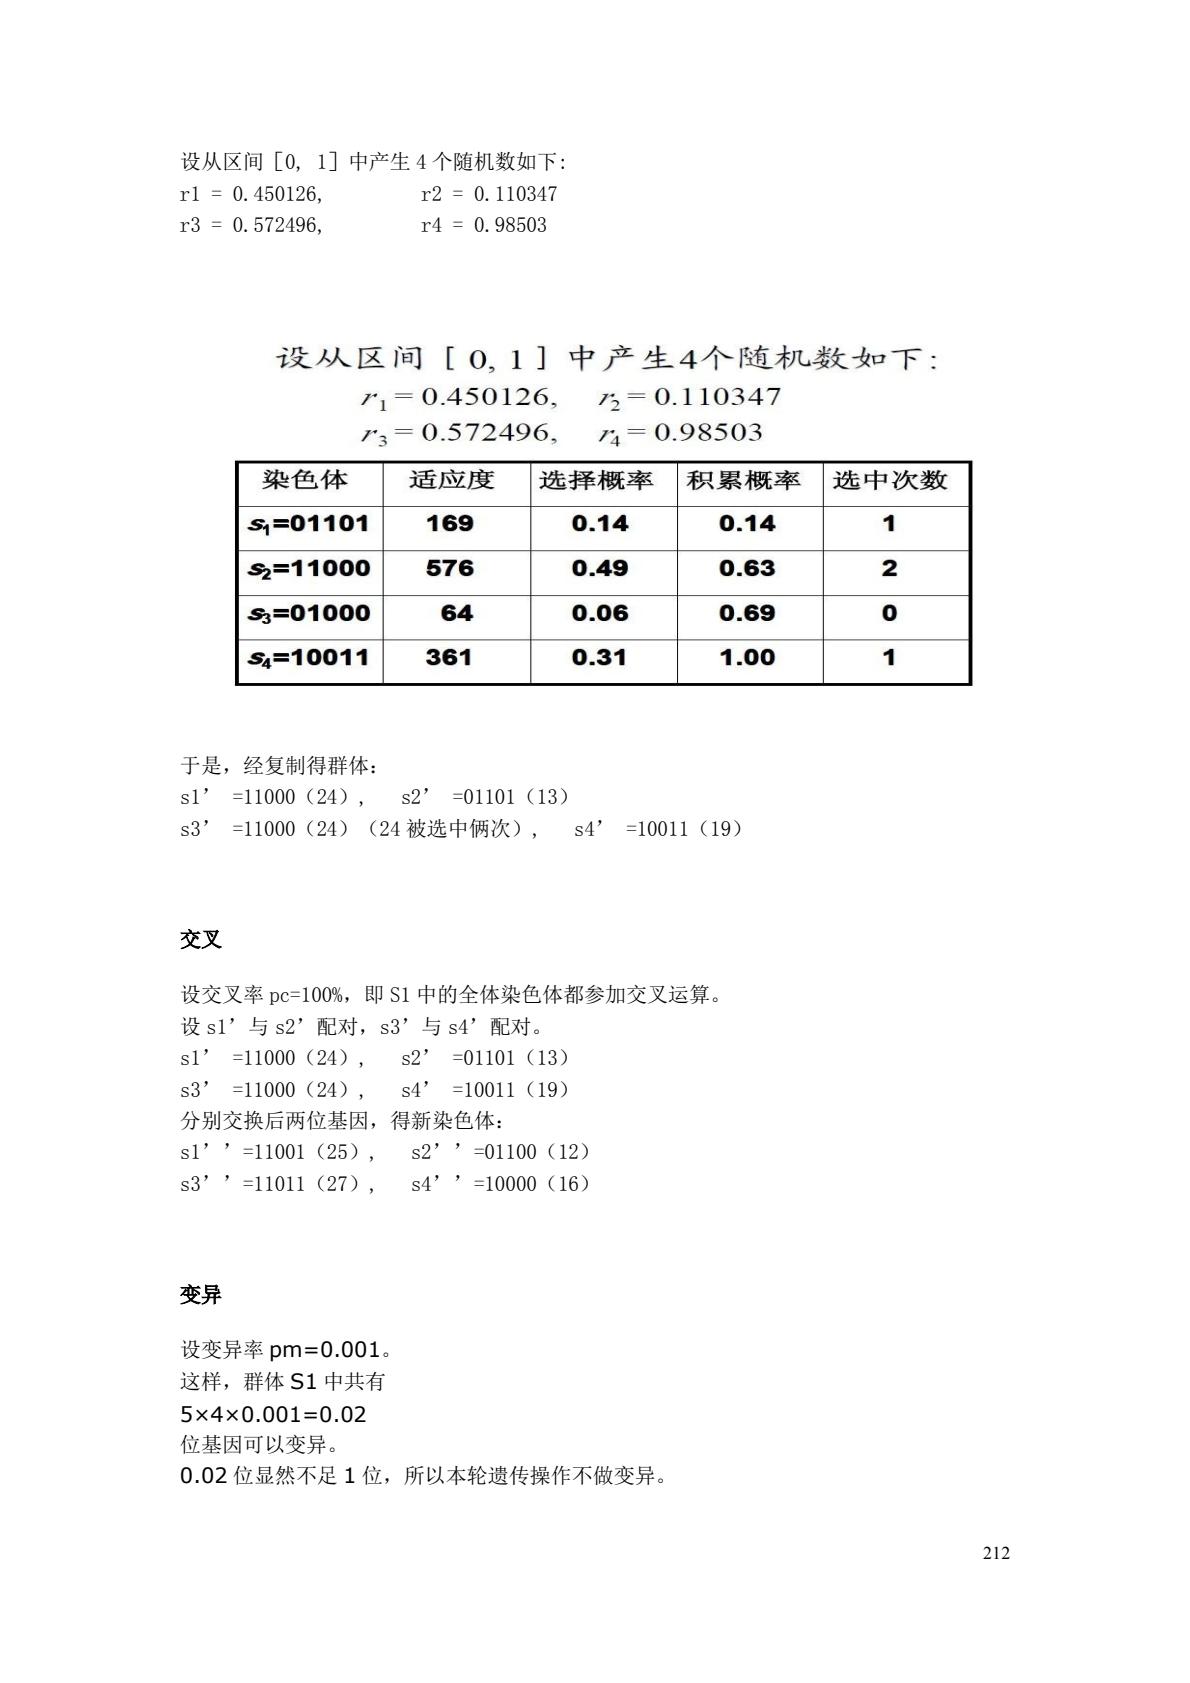 设从区间［0, 1］中产生 4 个随机数如下:
r1 = 0.450126, r2 = 0.110347
r3 = 0.572496, r4 = 0.98503
设从区间［0, 1］中产生4个随机数如下:
r1 = 0.450126, r2 = 0.110347
r3 = 0.572496, r4 = 0.98503
染色体 适应度 选择概率 积累概率 选中次数
s1=01101 169 0.14 0.14 1
s2=11000 576 0.49 0.63 2
s3=01000 64 0.06 0.69 0
s4=10011 361 0.31 1.00 1
于是，经复制得群体：
s1’ =11000（24）, s2’ =01101（13）
s3’ =11000（24）（24 被选中俩次）, s4’ =10011（19）
交叉
设交叉率 pc=100%，即 S1 中的全体染色体都参加交叉运算。
设 s1’与 s2’配对，s3’与 s4’配对。
s1’ =11000（24）, s2’ =01101（13）
s3’ =11000（24）, s4’ =10011（19）
分别交换后两位基因，得新染色体：
s1’’=11001（25）, s2’’=01100（12）
s3’’=11011（27）, s4’’=10000（16）
变异
设变异率 pm=0.001。
这样，群体 S1 中共有
5×4×0.001=0.02
位基因可以变异。
0.02 位显然不足 1 位，所以本轮遗传操作不做变异。
212